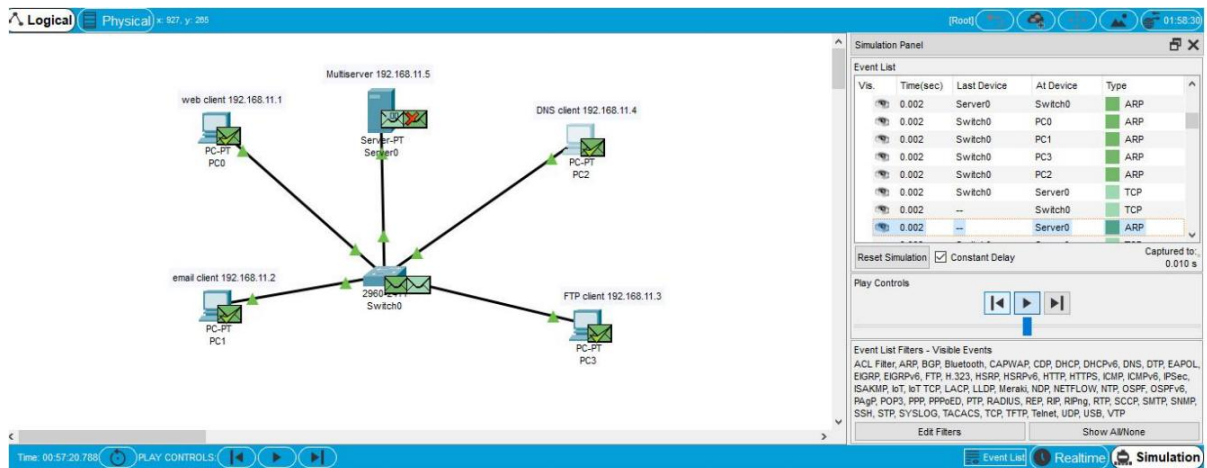 Logical Physical x: 927, y: 265 [Root] 01:58:30
Multiserver 192.168.11.5
web client 192.168.11.1
DNS client 192.168.11.4
Server-PT
Server0
PC-PT
PC0
PC-PT
PC2
email client 192.168.11.2
Switch0
FTP client 192.168.11.3
PC-PT
PC1
PC-PT
PC3
Simulation Panel
Event List
Vis. Time(sec) Last Device At Device Type
0.002 Server0 Switch0 ARP
0.002 Switch0 PC0 ARP
0.002 Switch0 PC1 ARP
0.002 Switch0 PC3 ARP
0.002 Switch0 PC2 ARP
0.002 Switch0 Server0 TCP
0.002 -- Switch0 TCP
0.002 -- Server0 ARP
Reset Simulation Constant Delay Captured to:
0.010 s
Play Controls
Event List Filters - Visible Events
ACL Filter, ARP, BGP, Bluetooth, CAPWAP, CDP, DHCP, DHCPv6, DNS, DTP, EAPOL,
EIGRP, EIGRPv6, FTP, H.323, HSRP, HSRPv6, HTTP, HTTPS, ICMP, ICMPv6, IPSec,
ISAKMP, IoT, IoT TCP, LACP, LLDP, Meraki, NDP, NETFLOW, NTP, OSPF, OSPFv6,
PAgP, POP3, PPP, PPPoED, PTP, RADIUS, REP, RIP, RIPng, RTP, SCCP, SMTP, SNMP,
SSH, STP, SYSLOG, TACACS, TCP, TFTP, Telnet, UDP, USB, VTP
Edit Filters Show All/None
Time: 00:57:20.788 PLAY CONTROLS: Event List Realtime Simulation